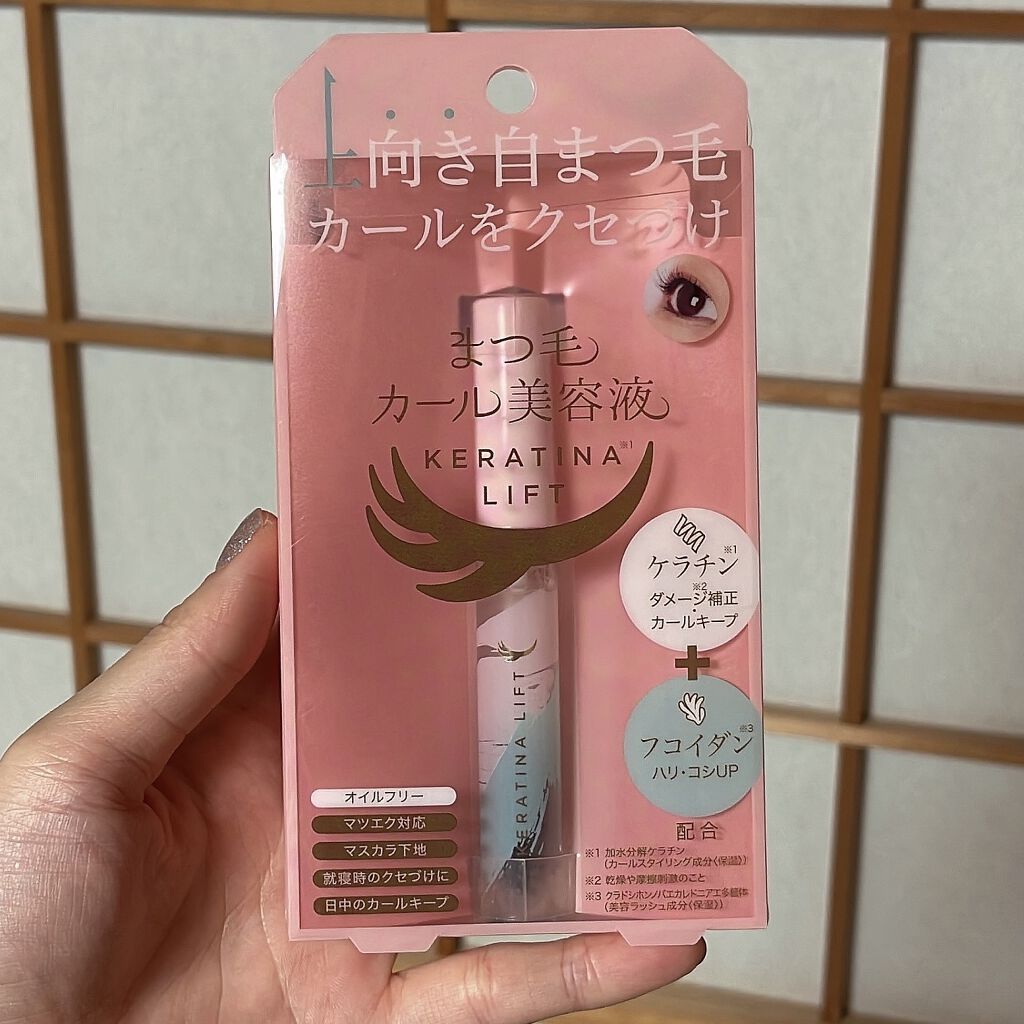 上向き自まつ毛
カールをクセづけ
まつ毛
カール美容液
KERATINA※1
LIFT
ケラチン※1
ダメージ補正※2・
カールキープ
+
フコイダン※3
ハリ・コシUP
配合
※1 加水分解ケラチン
(カールスタイリング成分〈保湿〉)
※2 乾燥や摩擦刺激のこと
※3 クラドシホンノバエカレドニアエ多糖体
(美容ラッシュ成分〈保湿〉)
KERATINA LIFT
オイルフリー
マツエク対応
マスカラ下地
就寝時のクセづけに
日中のカールキープ